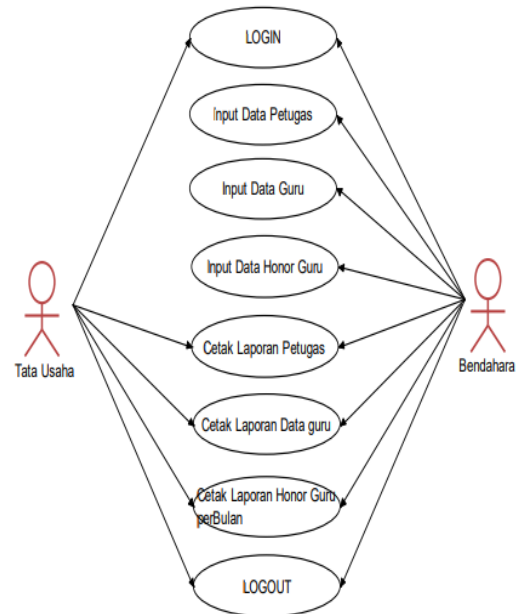 LOGIN
Input Data Petugas
Input Data Guru
Input Data Honor Guru
Tata Usaha
Bendahara
Cetak Laporan Petugas
Cetak Laporan Data guru
Cetak Laporan Honor Guru
perBulan
LOGOUT